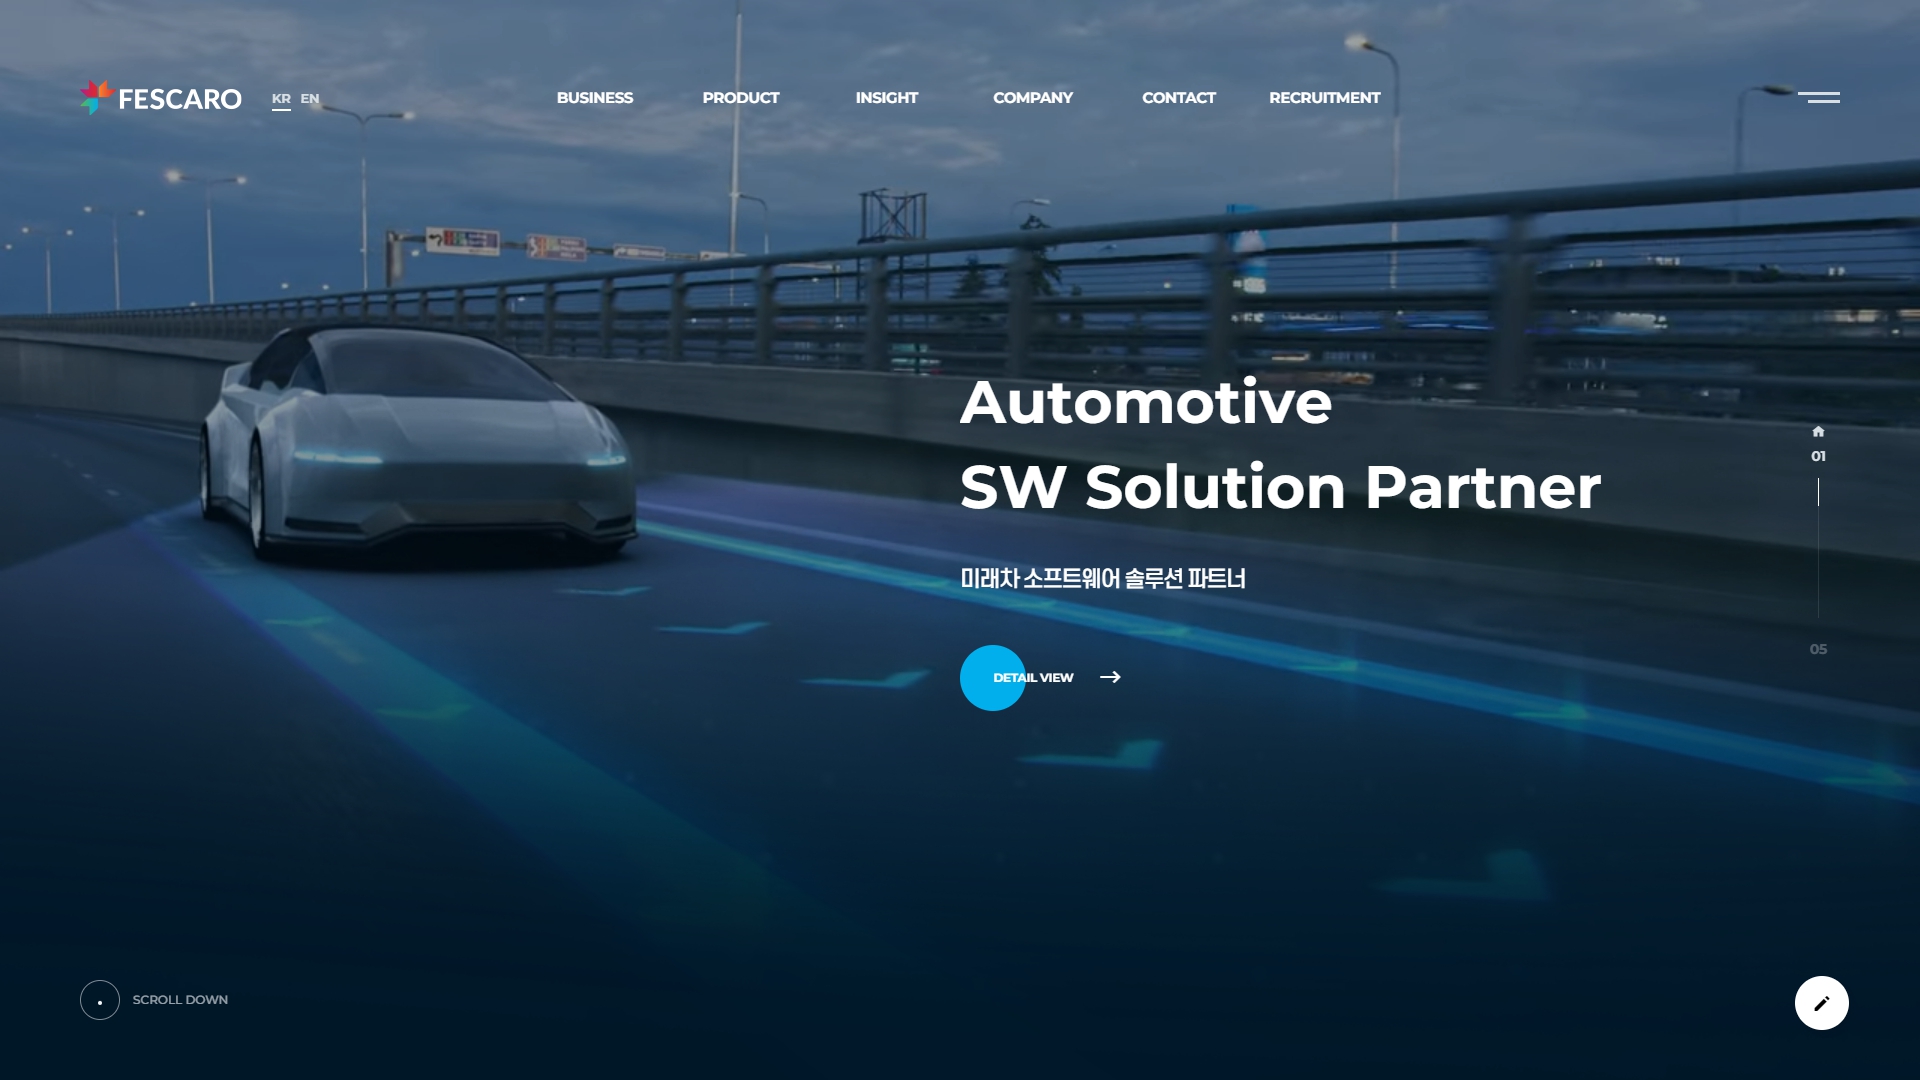 FESCARO
KR EN
BUSINESS PRODUCT INSIGHT COMPANY CONTACT RECRUITMENT
Automotive
SW Solution Partner
미래차 소프트웨어 솔루션 파트너
DETAIL VIEW
01
05
SCROLL DOWN